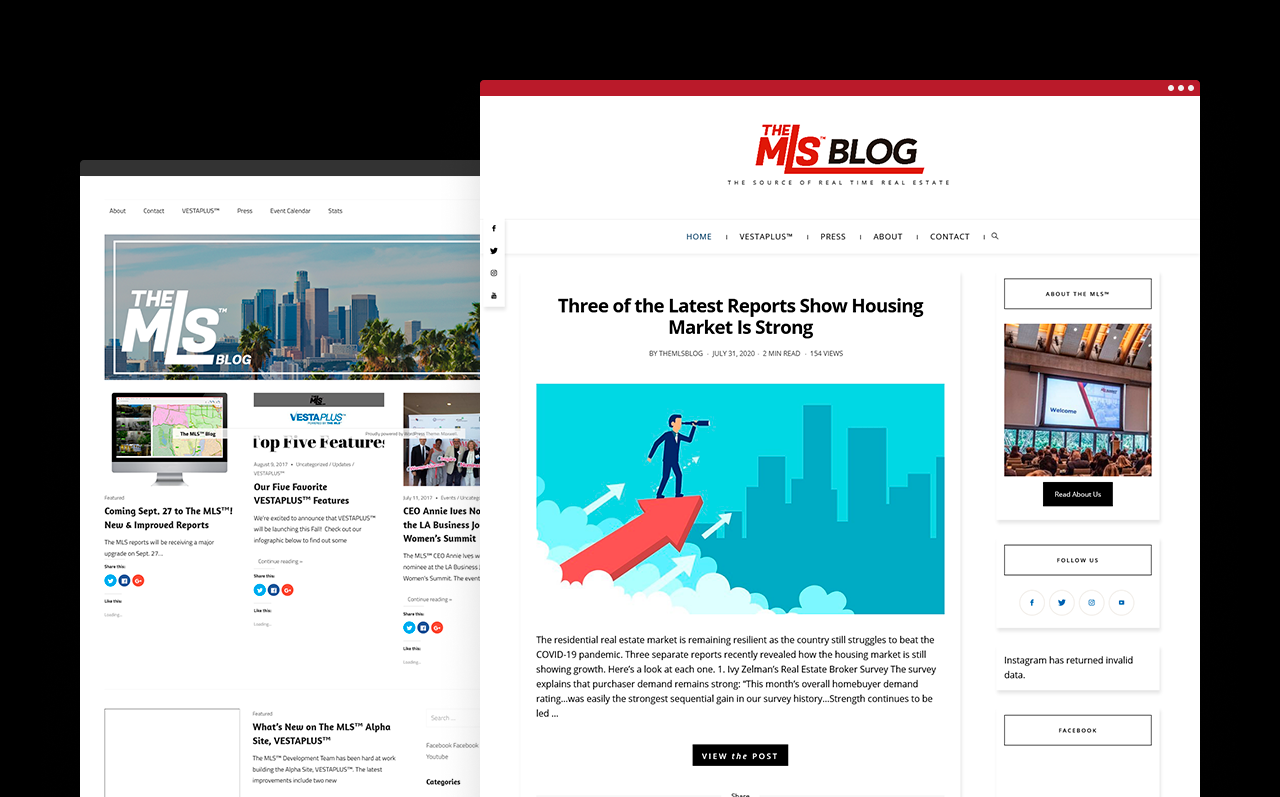 THE
MLS™ BLOG
THE SOURCE OF REAL TIME REAL ESTATE
HOME
VESTAPLUS™
PRESS
ABOUT
CONTACT
Three of the Latest Reports Show Housing
Market Is Strong
BY THEMLSBLOG - JULY 31, 2020 - 2 MIN READ - 154 VIEWS
The residential real estate market is remaining resilient as the country still struggles to beat the
COVID-19 pandemic. Three separate reports recently revealed how the housing market is still
showing growth. Here’s a look at each one. 1. Ivy Zelman’s Real Estate Broker Survey The survey
explains that purchaser demand remains strong: “This month’s overall homebuyer demand
rating...was easily the strongest sequential gain in our survey history...Strength continues to be
led ...
VIEW the POST
Share
ABOUT THE MLS™
Welcome
Read About Us
FOLLOW US
Instagram has returned invalid
data.
FACEBOOK
About
Contact
VESTAPLUS™
Press
Event Calendar
Stats
THE
MLS™
BLOG
The MLS™ Blog
Proudly powered by WordPress Theme: Maxwell
Featured
Coming Sept. 27 to The MLS™!
New & Improved Reports
The MLS reports will be receiving a major
upgrade on Sept. 27...
Share this:
Like this:
Loading...
THE MLS
VESTAPLUS™
POWERED BY THE MLS™
Top Five Features
August 9, 2017 • Uncategorized / Updates /
VESTAPLUS™
Our Five Favorite
VESTAPLUS™ Features
We're excited to announce that VESTAPLUS™
will be launching this Fall! Check out our
infographic below to find out some
Continue reading »
Share this:
Like this:
Loading...
July 11, 2017 • Events / Uncateg
CEO Annie Ives No
the LA Business Jo
Women’s Summit
The MLS™ CEO Annie Ives w
nominee at the LA Business
Women's Summit. The event
Continue reading »
Share this:
Like this:
Loading...
Featured
What’s New on The MLS™ Alpha
Site, VESTAPLUS™
The MLS™ Development Team has been hard at work
building the Alpha Site, VESTAPLUS™. The latest
improvements include two new
Search...
Facebook Facebook
Youtube
Categories